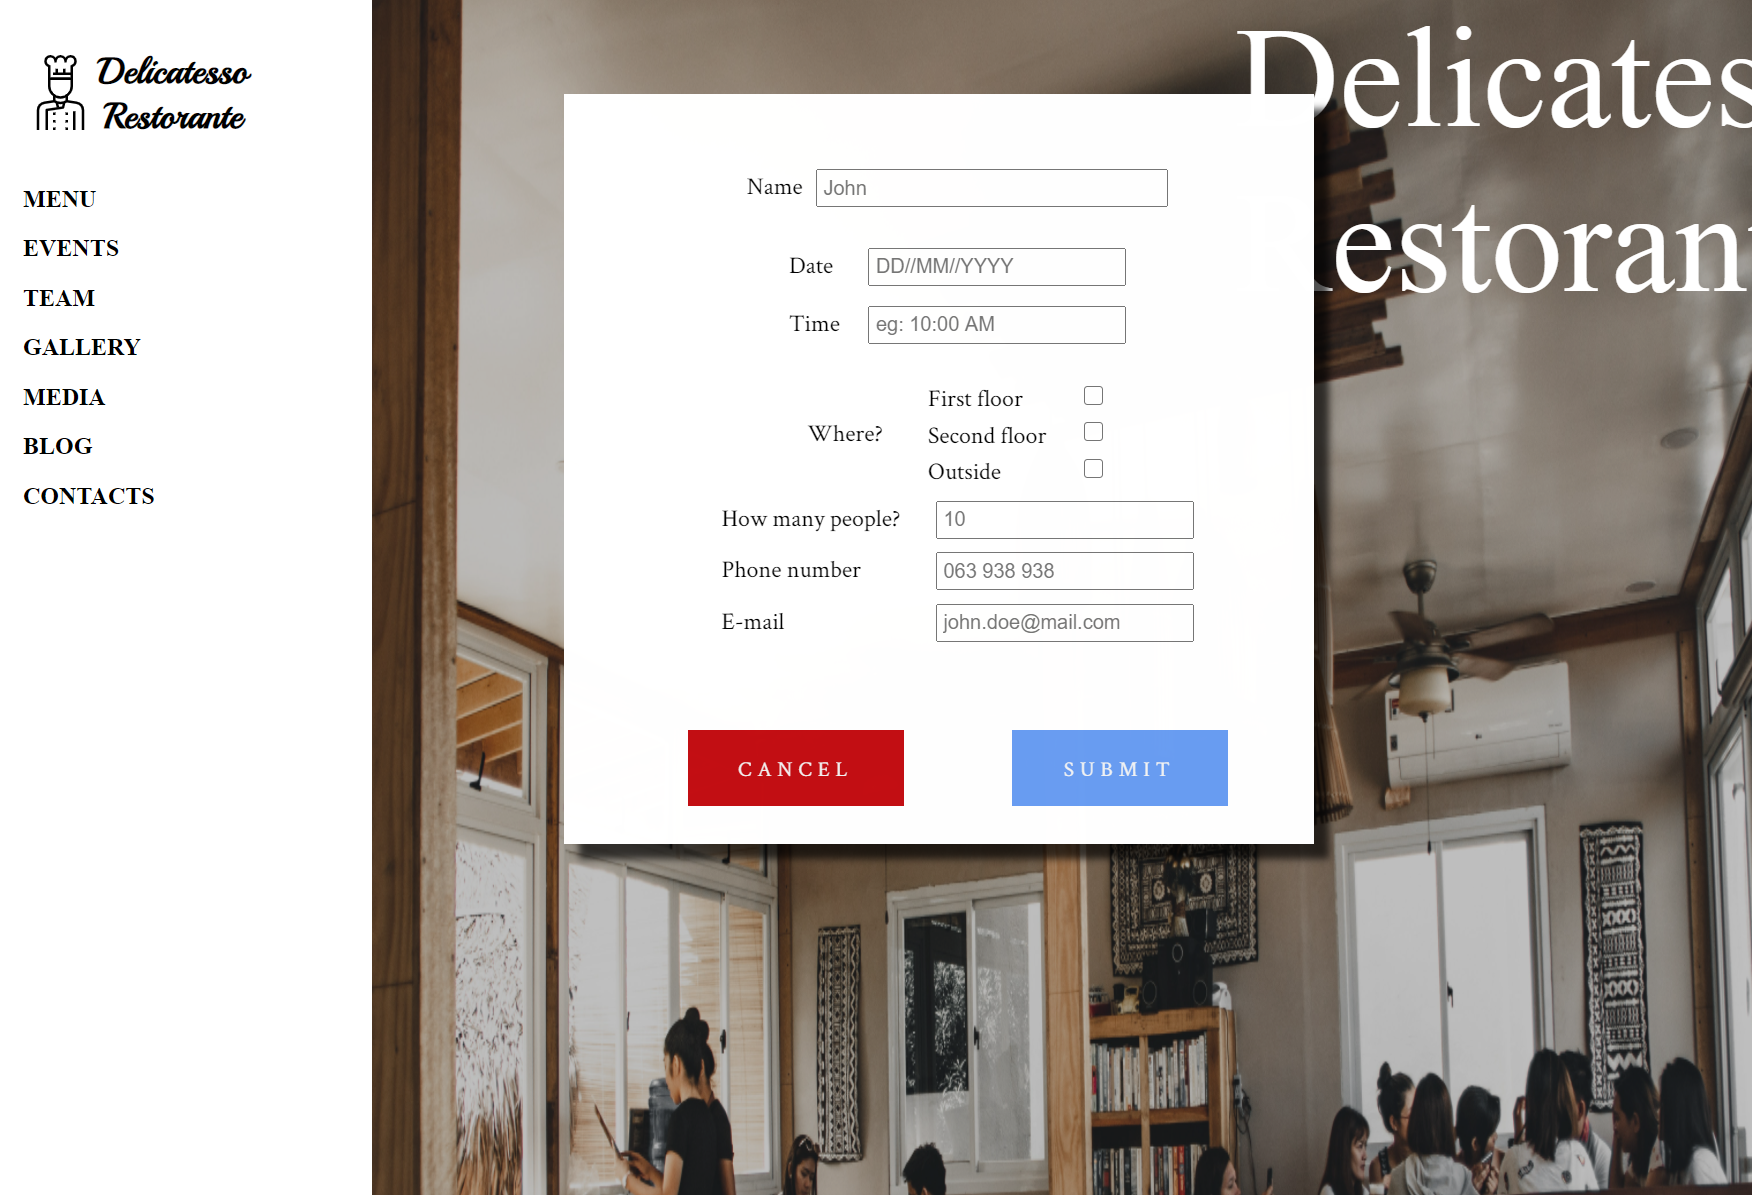 Delicatesso
Restorante
MENU
EVENTS
TEAM
GALLERY
MEDIA
BLOG
CONTACTS
Delicates
Restoran
Name John
Date DD//MM//YYYY
Time eg: 10:00 AM
Where?
First floor
Second floor
Outside
How many people? 10
Phone number 063 938 938
E-mail john.doe@mail.com
CANCEL SUBMIT